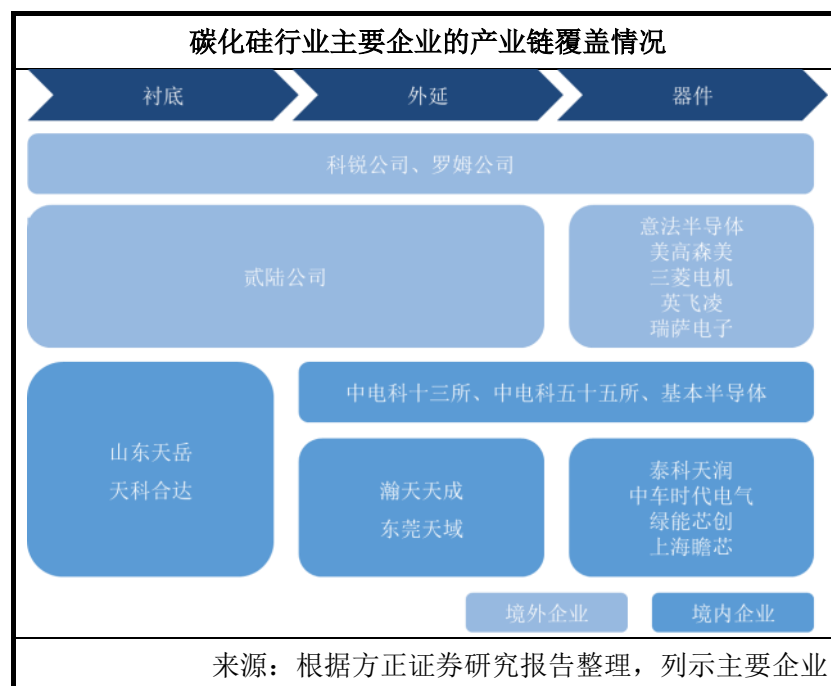 碳化硅行业主要企业的产业链覆盖情况
衬底
外延
器件
科锐公司、罗姆公司
贰陆公司
意法半导体
美高森美
三菱电机
英飞凌
瑞萨电子
山东天岳
天科合达
中电科十三所、中电科五十五所、基本半导体
瀚天天成
东莞天域
泰科天润
中车时代电气
绿能芯创
上海瞻芯
境外企业
境内企业
来源：根据方正证券研究报告整理，列示主要企业